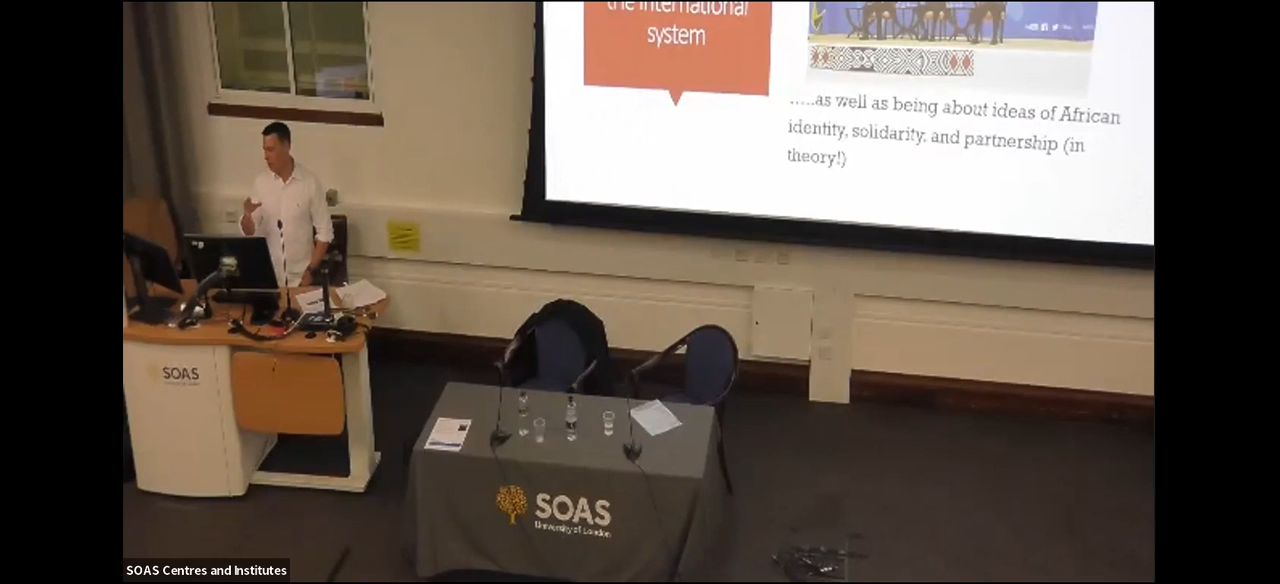 the international
system
.....as well as being about ideas of African
identity, solidarity, and partnership (in
theory!)
SOAS
SOAS
University of London
SOAS Centres and Institutes